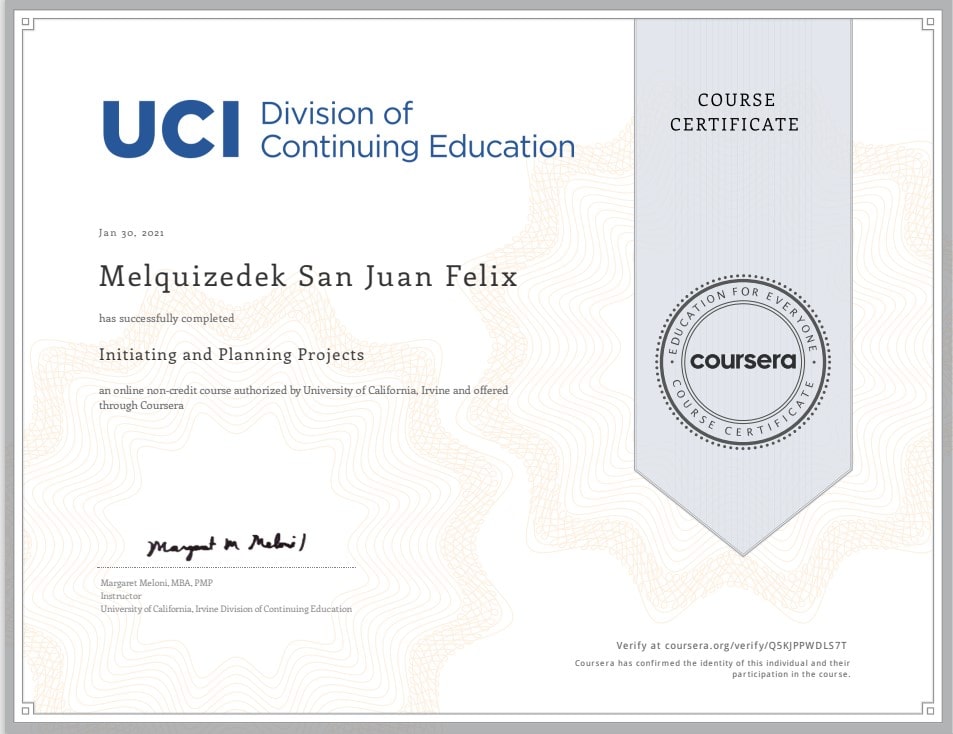 UCI Division of
Continuing Education
COURSE
CERTIFICATE
Jan 30, 2021
Melquizedek San Juan Felix
has successfully completed
Initiating and Planning Projects
an online non-credit course authorized by University of California, Irvine and offered
through Coursera
EDUCATION FOR EVERYONE
coursera
COURSE CERTIFICATE
Margaret M Meloni
Margaret Meloni, MBA, PMP
Instructor
University of California, Irvine Division of Continuing Education
Verify at coursera.org/verify/Q5KJPPWDLS7T
Coursera has confirmed the identity of this individual and their
participation in the course.